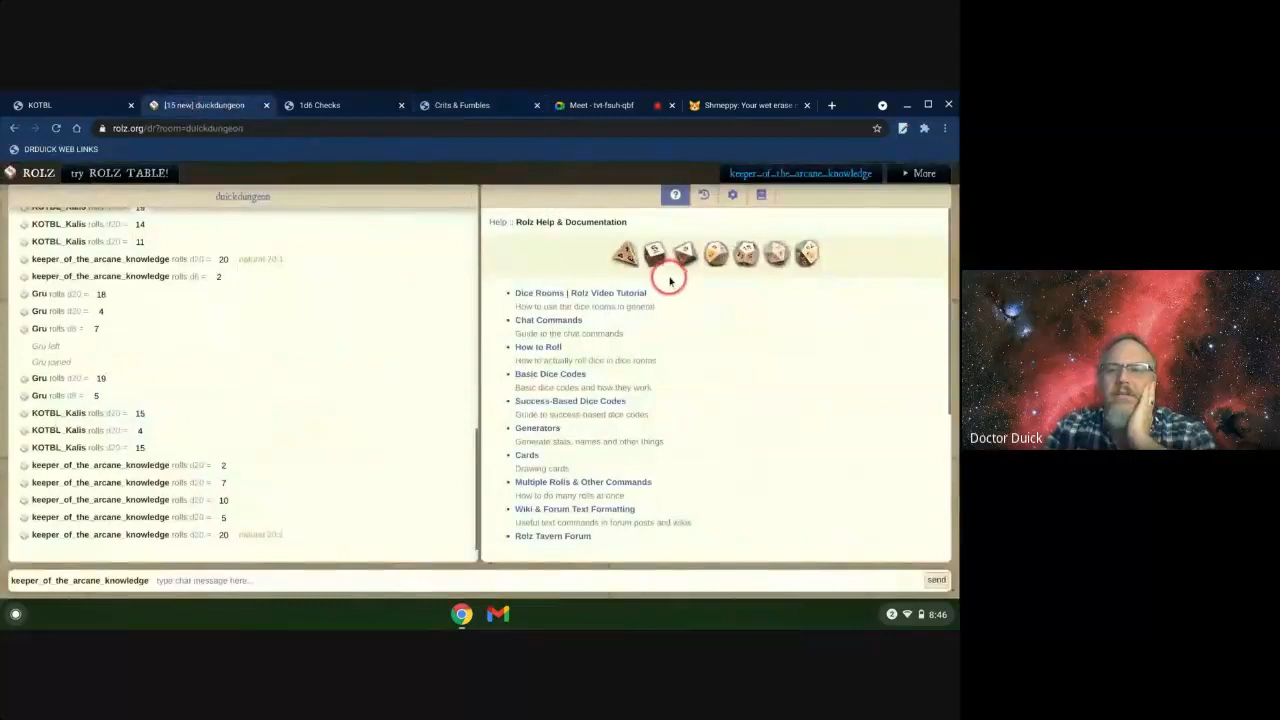 KOTBL
[15 new] duickdungeon
1d6 Checks
Crits & Fumbles
Meet - tvt-fsuh-qbf
Shmeppy: Your wet erase
rolz.org/dr?room=duickdungeon
DRDUICK WEB LINKS
ROLZ
try ROLZ TABLE!
keeper_of_the_arcane_knowledge
More
duickdungeon
KOTBL_Kalis rolls d20 = 14
KOTBL_Kalis rolls d20 = 11
keeper_of_the_arcane_knowledge rolls d20 = 20 natural 20:1
keeper_of_the_arcane_knowledge rolls d6 = 2
Gru rolls d20 = 18
Gru rolls d20 = 4
Gru rolls d8 = 7
Gru left
Gru joined
Gru rolls d20 = 19
Gru rolls d8 = 5
KOTBL_Kalis rolls d20 = 15
KOTBL_Kalis rolls d20 = 4
KOTBL_Kalis rolls d20 = 15
keeper_of_the_arcane_knowledge rolls d20 = 2
keeper_of_the_arcane_knowledge rolls d20 = 7
keeper_of_the_arcane_knowledge rolls d20 = 10
keeper_of_the_arcane_knowledge rolls d20 = 5
keeper_of_the_arcane_knowledge rolls d20 = 20 natural 20:1
Help :: Rolz Help & Documentation
Dice Rooms | Rolz Video Tutorial
How to use the dice rooms in general
Chat Commands
Guide to the chat commands
How to Roll
How to actually roll dice in dice rooms
Basic Dice Codes
Basic dice codes and how they work
Success-Based Dice Codes
Guide to success-based dice codes
Generators
Generate stats, names and other things
Cards
Drawing cards
Multiple Rolls & Other Commands
How to do many rolls at once
Wiki & Forum Text Formatting
Useful text commands in forum posts and wikis
Rolz Tavern Forum
keeper_of_the_arcane_knowledge type chat message here...
send
2
8:46
Doctor Duick